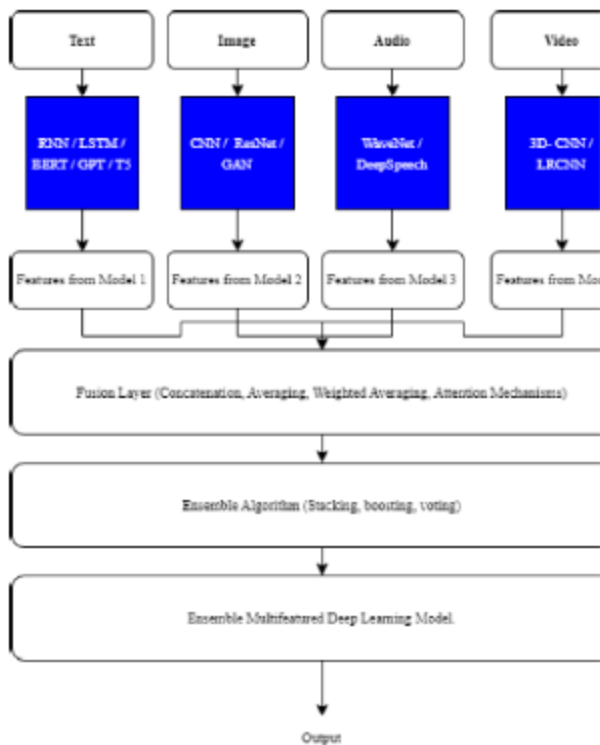 Text
Image
Audio
Video
RNN / LSTM /
BERT / GPT / T5
CNN / ResNet /
GAN
WaveNet /
DeepSpeech
3D- CNN /
LRCNN
Features from Model 1
Features from Model 2
Features from Model 3
Features from
Fusion Layer (Concatenation, Averaging, Weighted Averaging, Attention Mechanisms)
Ensemble Algorithm (Stacking, boosting, voting)
Ensemble Multifeatured Deep Learning Model.
Output